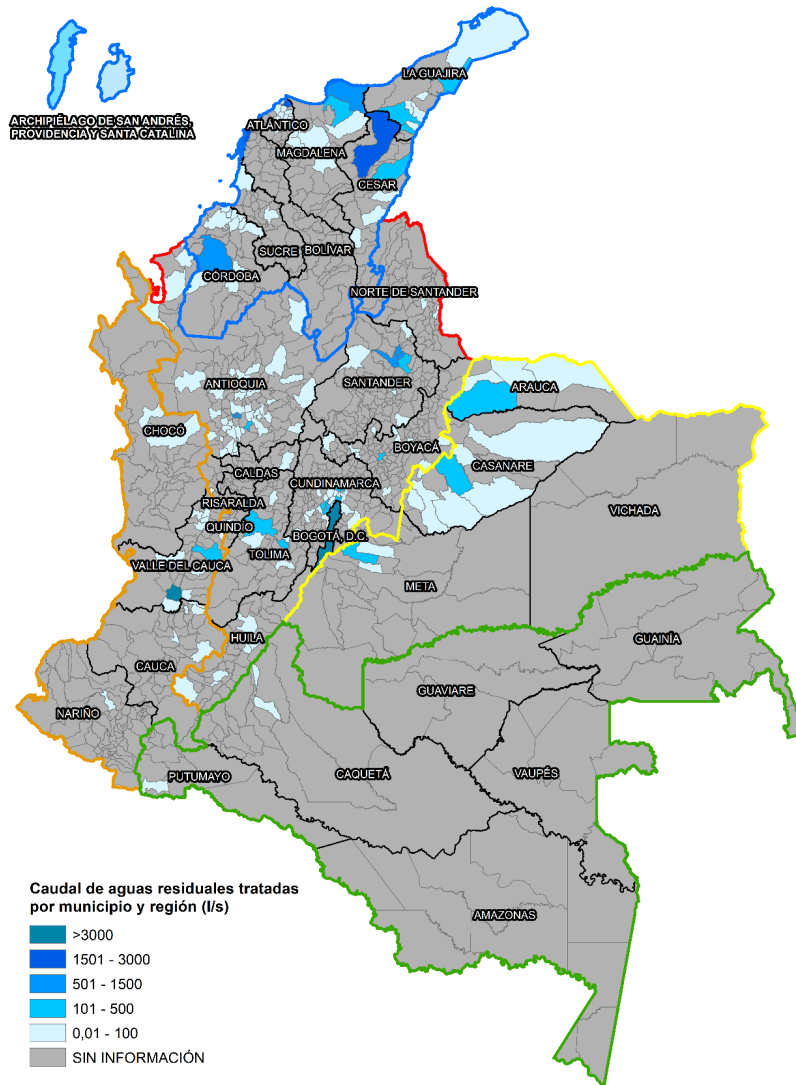 LA GUAJIRA
ARCHIPIÉLAGO DE SAN ANDRÉS,
PROVIDENCIA Y SANTA CATALINA
ATLÁNTICO
MAGDALENA
CESAR
SUCRE
BOLÍVAR
CÓRDOBA
NORTE DE SANTANDER
ANTIOQUIA
SANTANDER
ARAUCA
CHOCÓ
BOYACÁ
CASANARE
CALDAS
CUNDINAMARCA
RISARALDA
VICHADA
QUINDÍO
BOGOTÁ, D.C.
TOLIMA
VALLE DEL CAUCA
META
HUILA
GUAINÍA
CAUCA
GUAVIARE
NARIÑO
PUTUMAYO
CAQUETÁ
VAUPÉS
AMAZONAS
Caudal de aguas residuales tratadas
por municipio y región (l/s)
>3000
1501 - 3000
501 - 1500
101 - 500
0,01 - 100
SIN INFORMACIÓN